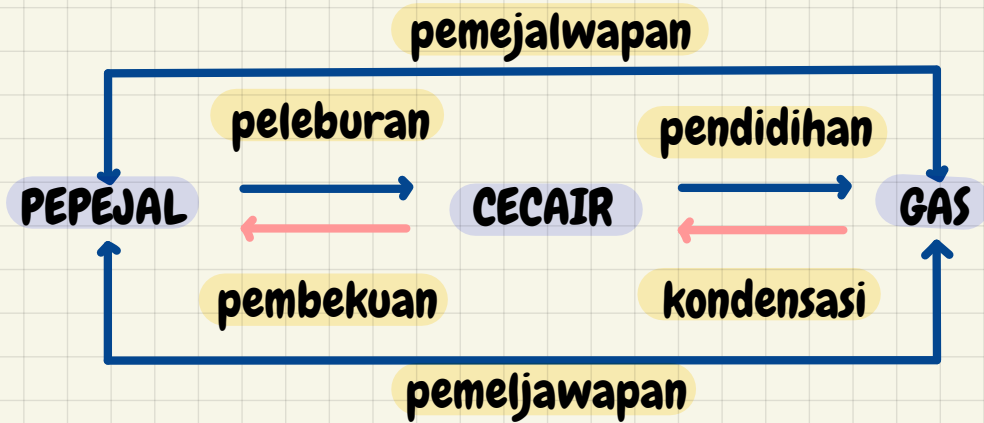 pemejalwapan
peleburan
pendidihan
PEPEJAL
CECAIR
GAS
pembekuan
kondensasi
pemeljawapan